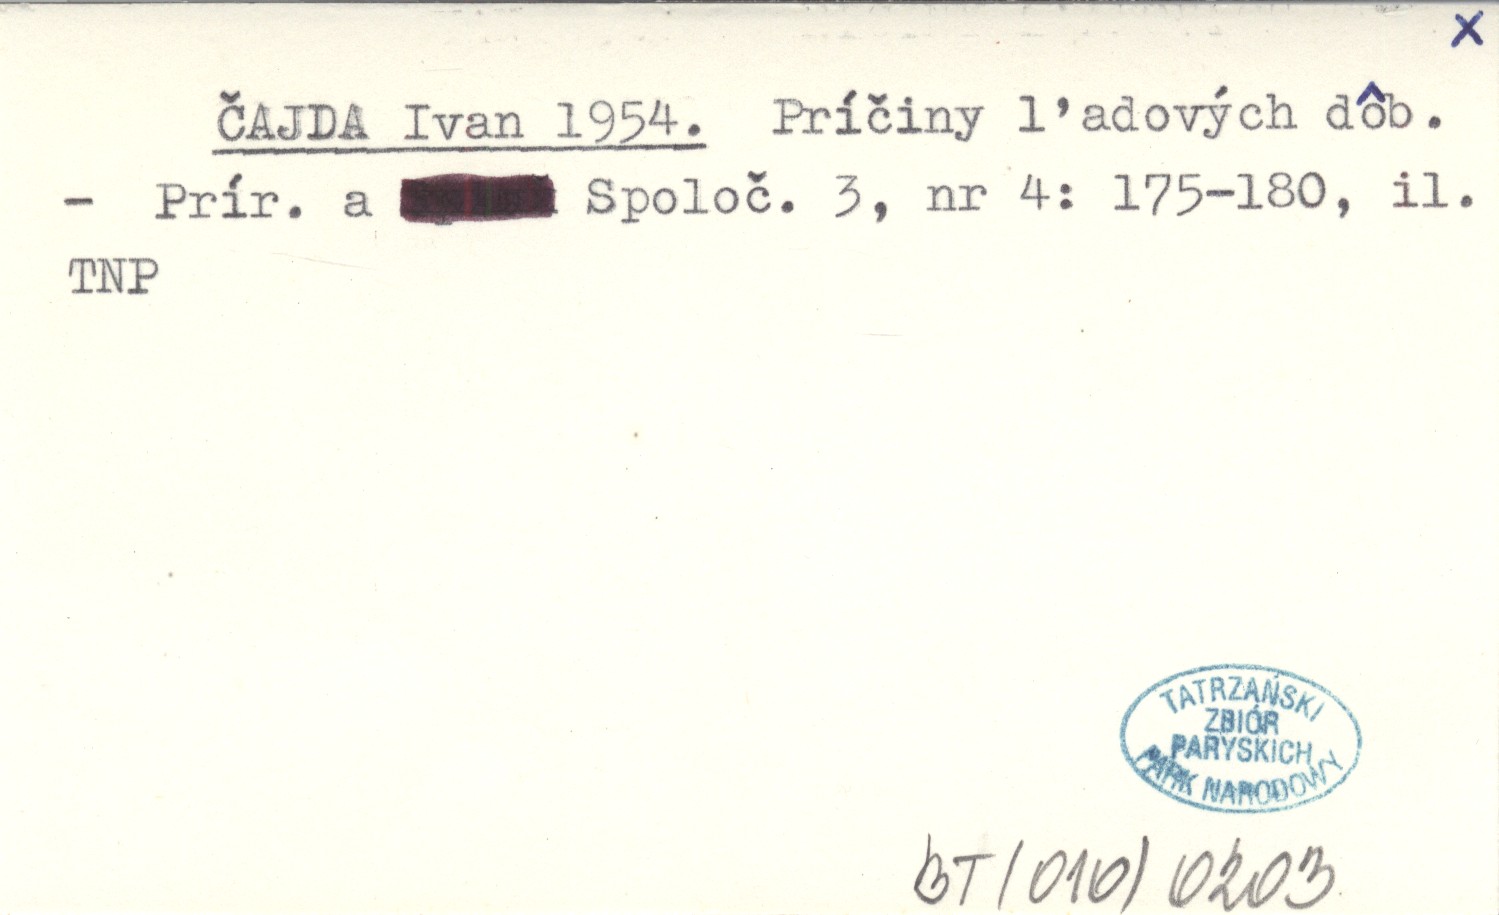 x
ČAJDA Ivan 1954. Príčiny l'adových dôb.
- Prír. a Spoloč. 3, nr 4: 175-180, il.
TNP
TATRZAŃSKI
ZBIÓR
PARYSKICH
PARK NARODOWY
BT/010/0203